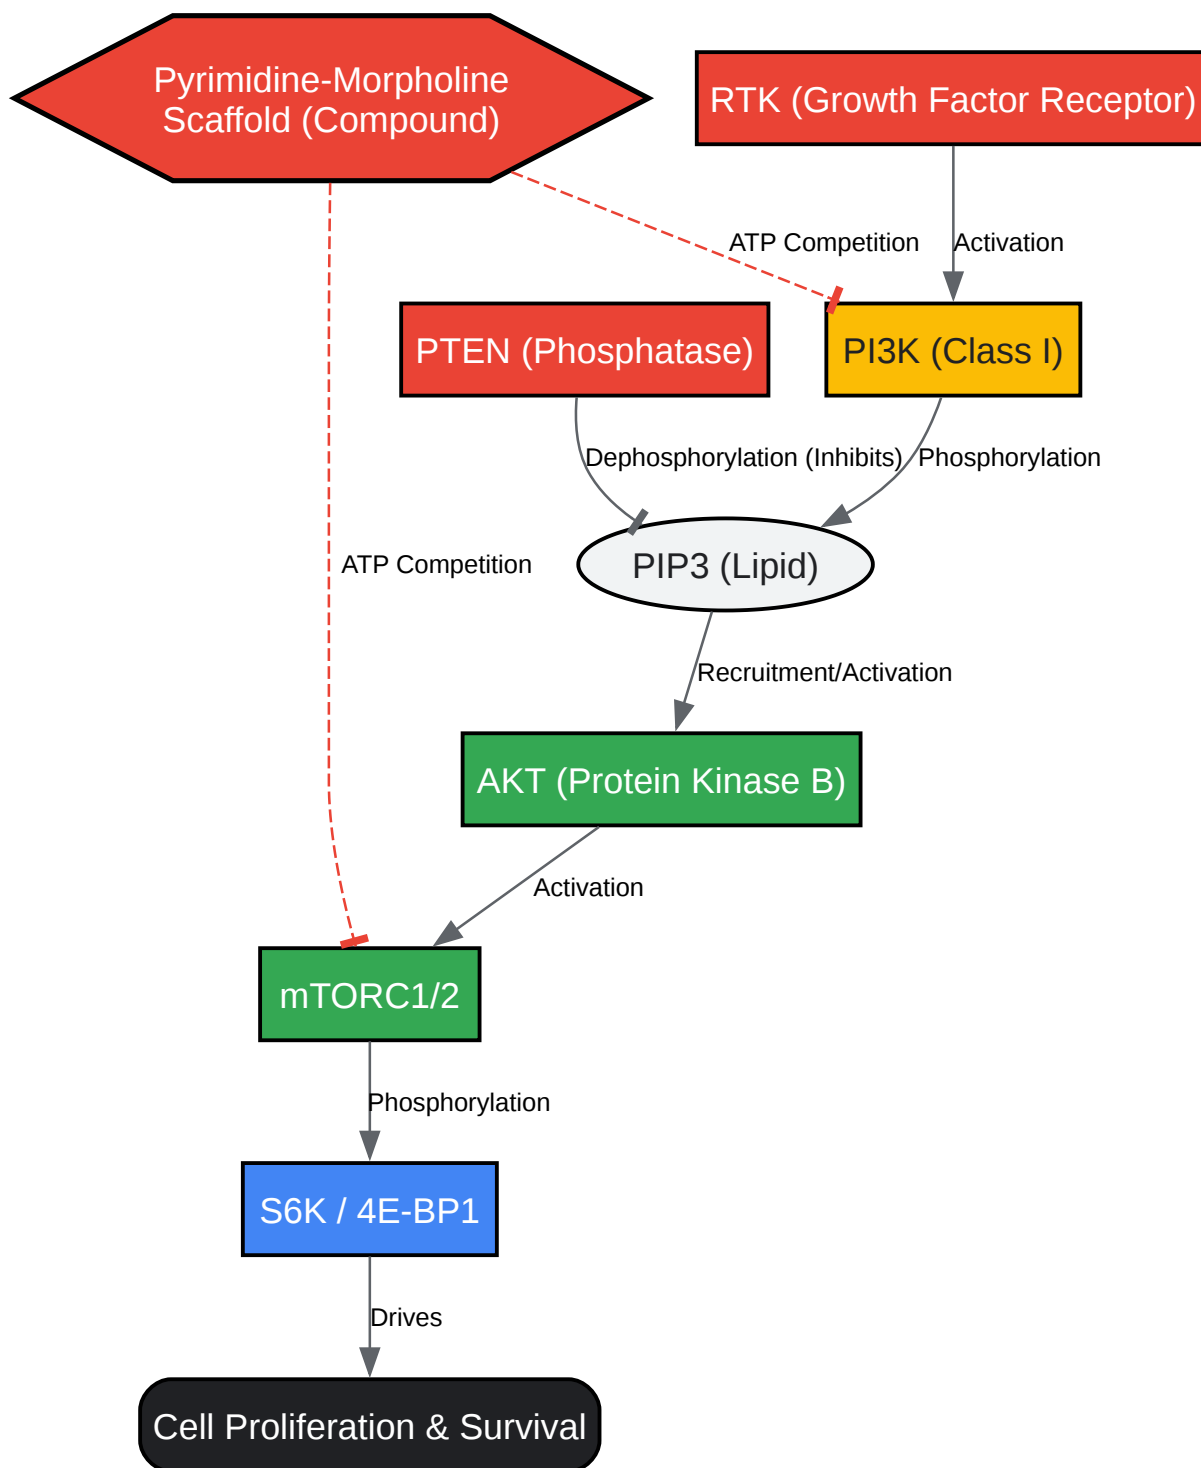 Pyrimidine-Morpholine
Scaffold (Compound)
RTK (Growth Factor Receptor)
ATP Competition
Activation
PTEN (Phosphatase)
PI3K (Class I)
Dephosphorylation (Inhibits)
Phosphorylation
ATP Competition
PIP3 (Lipid)
Recruitment/Activation
AKT (Protein Kinase B)
Activation
mTORC1/2
Phosphorylation
S6K / 4E-BP1
Drives
Cell Proliferation & Survival